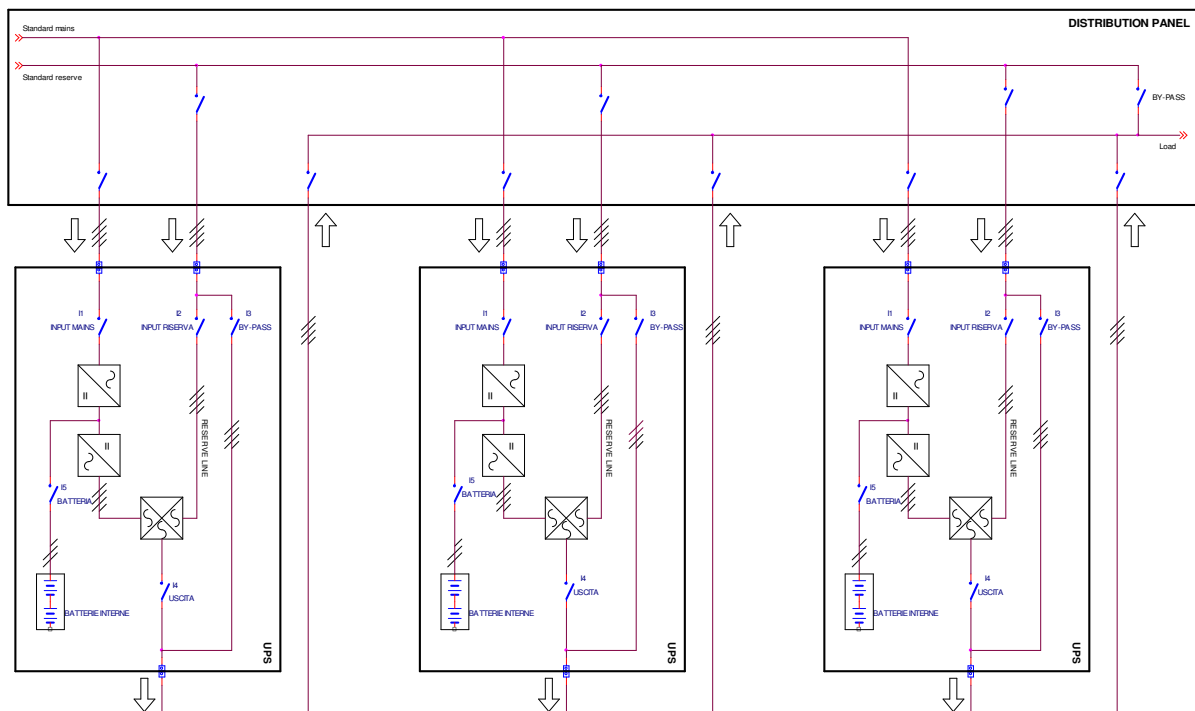 DISTRIBUTION PANEL
Standard mains
Standard reserve
BY-PASS
Load
I1
INPUT MAINS
I2
INPUT RISERVA
I3
BY-PASS
RESERVE LINE
I5
BATTERIA
I4
USCITA
BATTERIE INTERNE
UPS
I1
INPUT MAINS
I2
INPUT RISERVA
I3
BY-PASS
RESERVE LINE
I5
BATTERIA
I4
USCITA
BATTERIE INTERNE
UPS
I1
INPUT MAINS
I2
INPUT RISERVA
I3
BY-PASS
RESERVE LINE
I5
BATTERIA
I4
USCITA
BATTERIE INTERNE
UPS